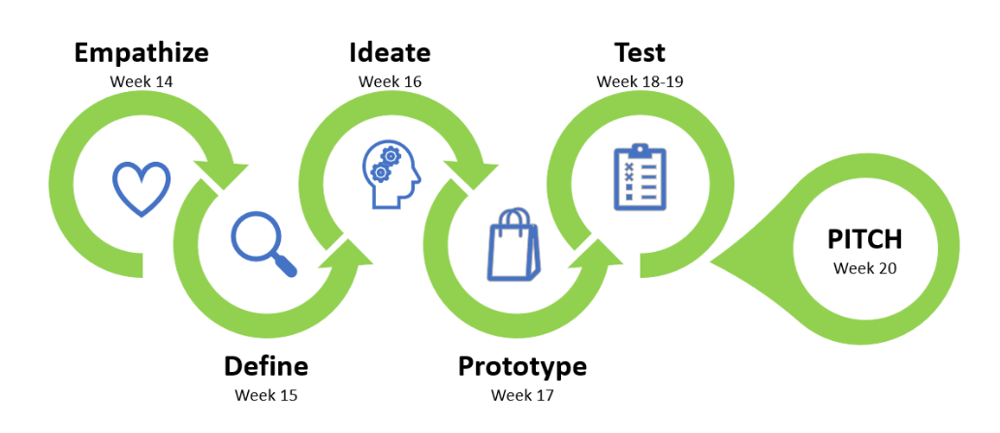 Empathize
Week 14
Define
Week 15
Ideate
Week 16
Prototype
Week 17
Test
Week 18-19
PITCH
Week 20